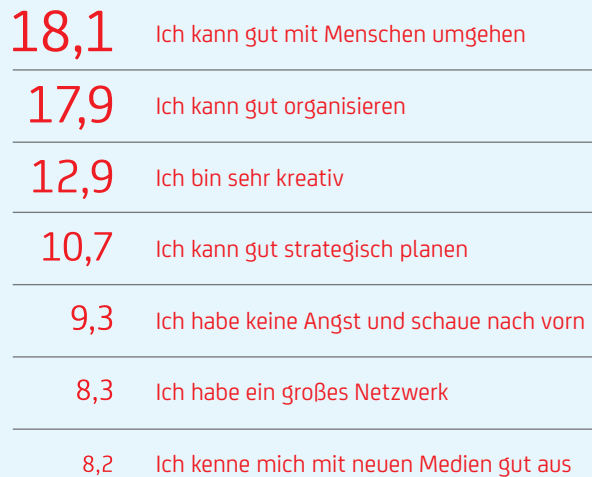 18,1 Ich kann gut mit Menschen umgehen
17,9 Ich kann gut organisieren
12,9 Ich bin sehr kreativ
10,7 Ich kann gut strategisch planen
9,3 Ich habe keine Angst und schaue nach vorn
8,3 Ich habe ein großes Netzwerk
8,2 Ich kenne mich mit neuen Medien gut aus